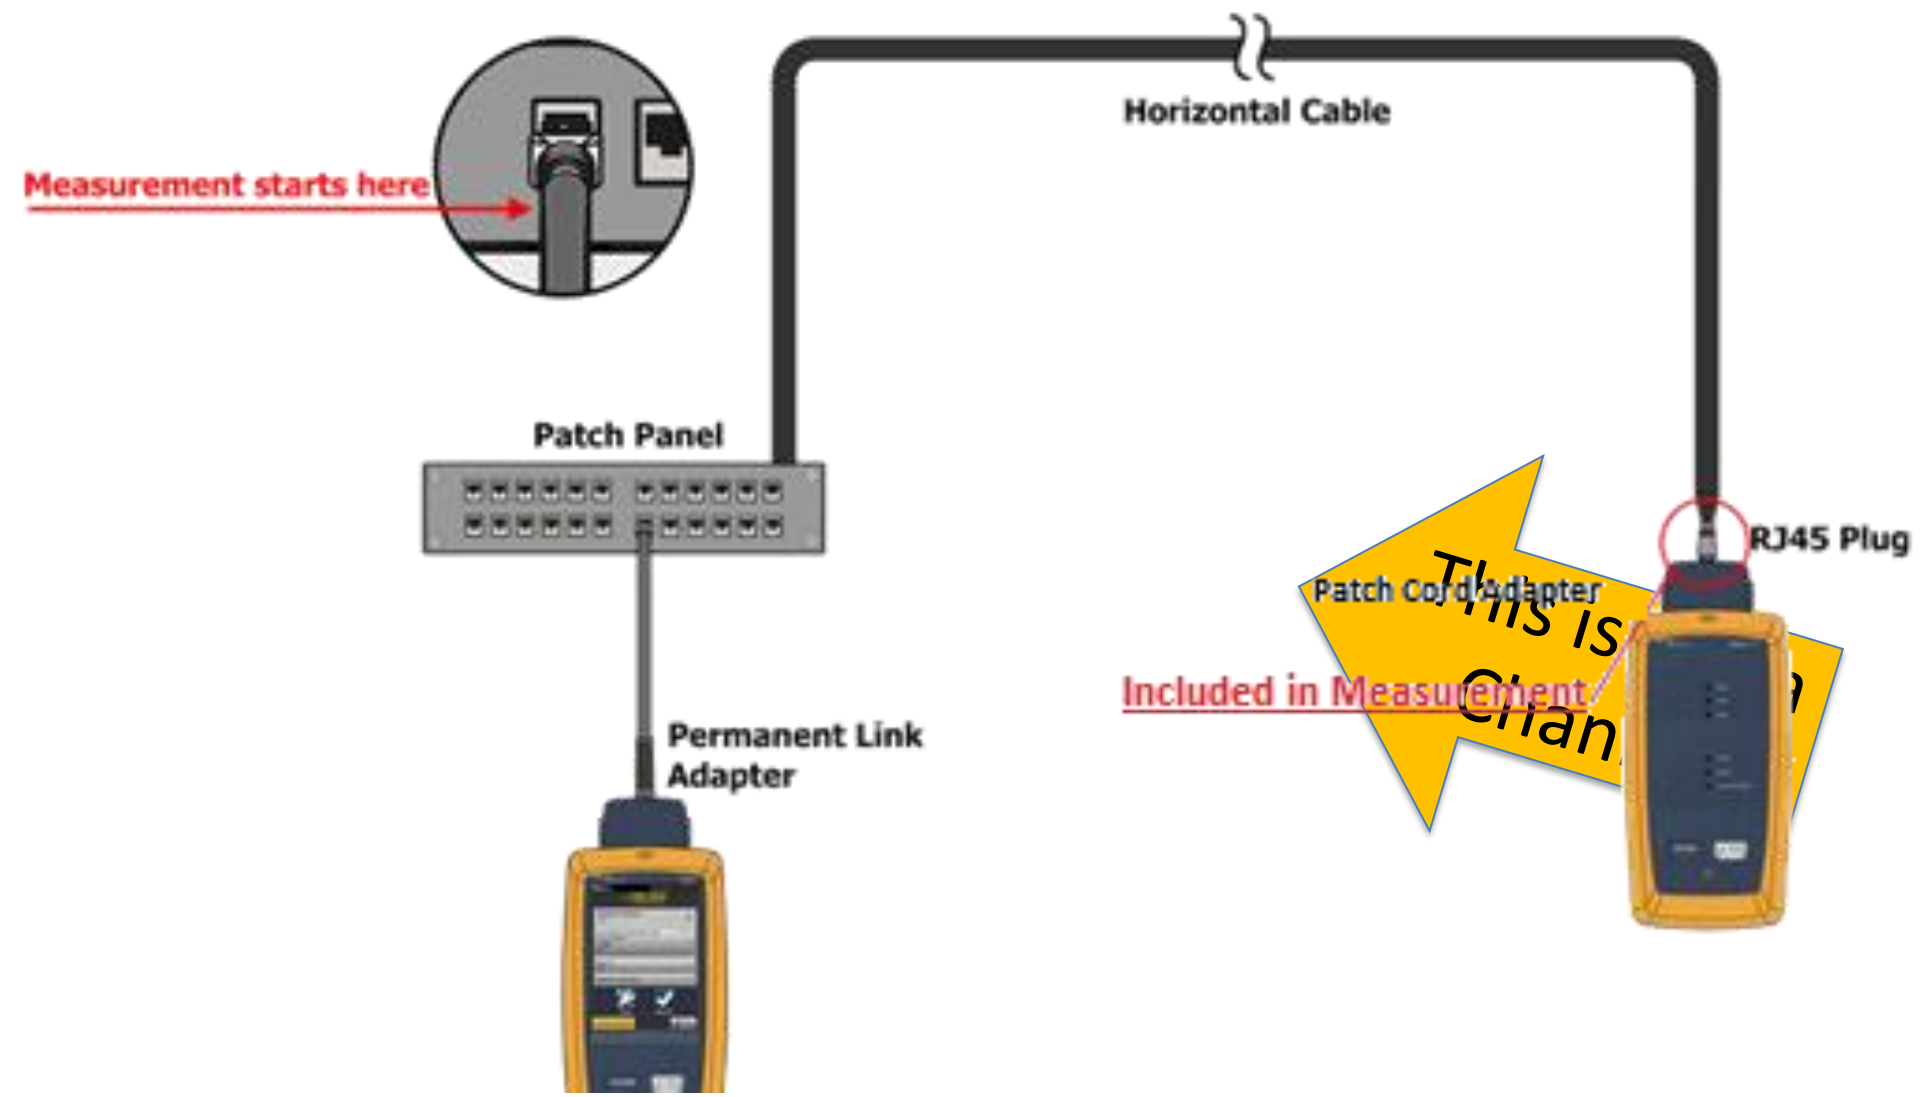 Measurement starts here
Horizontal Cable
Patch Panel
RJ45 Plug
Patch Cord Adapter
This is
a
Included in Measurement
Permanent Link
Adapter